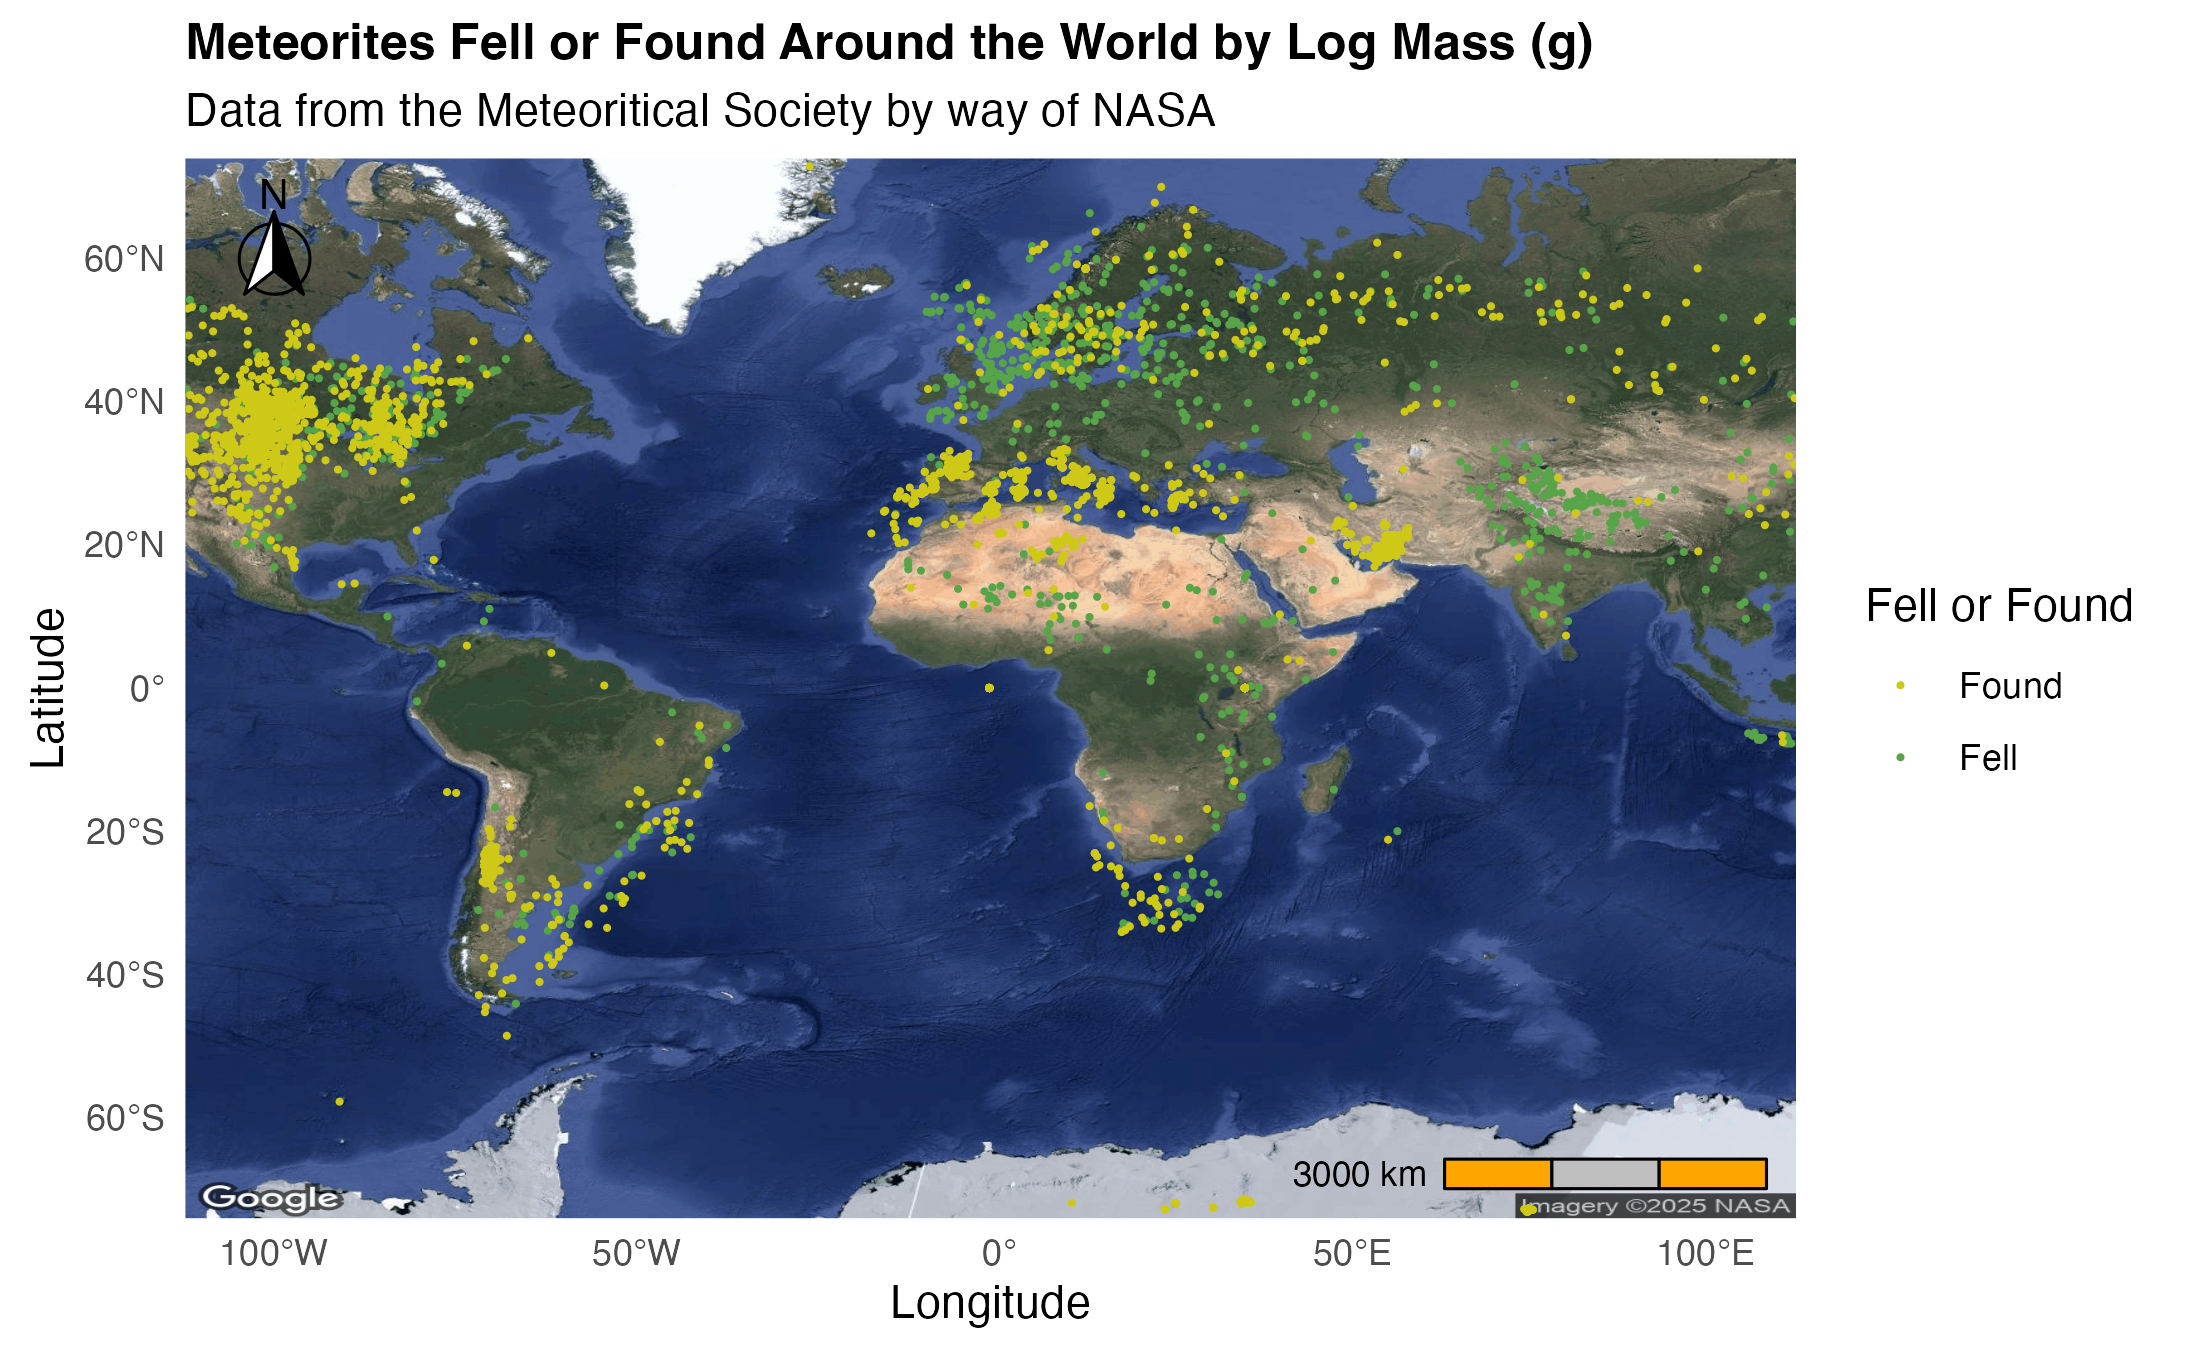 Meteorites Fell or Found Around the World by Log Mass (g)
Data from the Meteoritical Society by way of NASA
N
60°N
40°N
20°N
0°
20°S
40°S
60°S
Latitude
Fell or Found
Found
Fell
3000 km
Google
Imagery ©2025 NASA
100°W
50°W
0°
50°E
100°E
Longitude